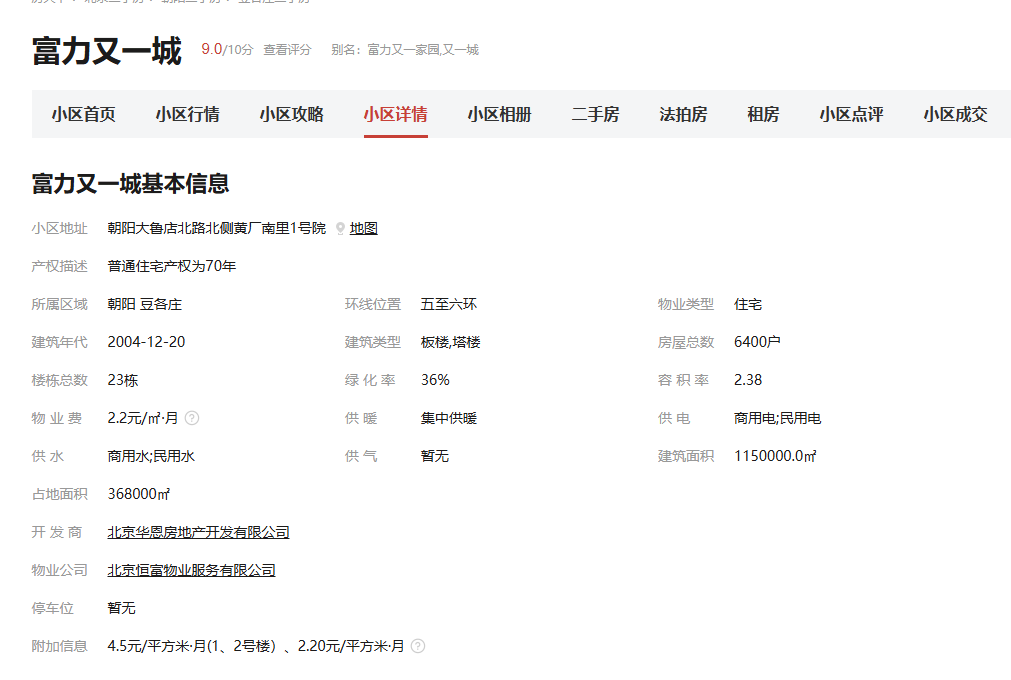 富力又一城 9.0/10分 查看评分 别名：富力又一家园,又一城
小区首页 小区行情 小区攻略 小区详情 小区相册 二手房 法拍房 租房 小区点评 小区成交
富力又一城基本信息
小区地址 朝阳大鲁店北路北侧黄厂南里1号院 地图
产权描述 普通住宅产权为70年
所属区域 朝阳 豆各庄 环线位置 五至六环 物业类型 住宅
建筑年代 2004-12-20 建筑类型 板楼,塔楼 房屋总数 6400户
楼栋总数 23栋 绿 化 率 36% 容 积 率 2.38
物 业 费 2.2元/㎡·月 ? 供 暖 集中供暖 供 电 商用电;民用电
供 水 商用水;民用水 供 气 暂无 建筑面积 1150000.0㎡
占地面积 368000㎡
开 发 商 北京华恩房地产开发有限公司
物业公司 北京恒富物业服务有限公司
停车位 暂无
附加信息 4.5元/平方米·月(1、2号楼）、2.20元/平方米·月 ?